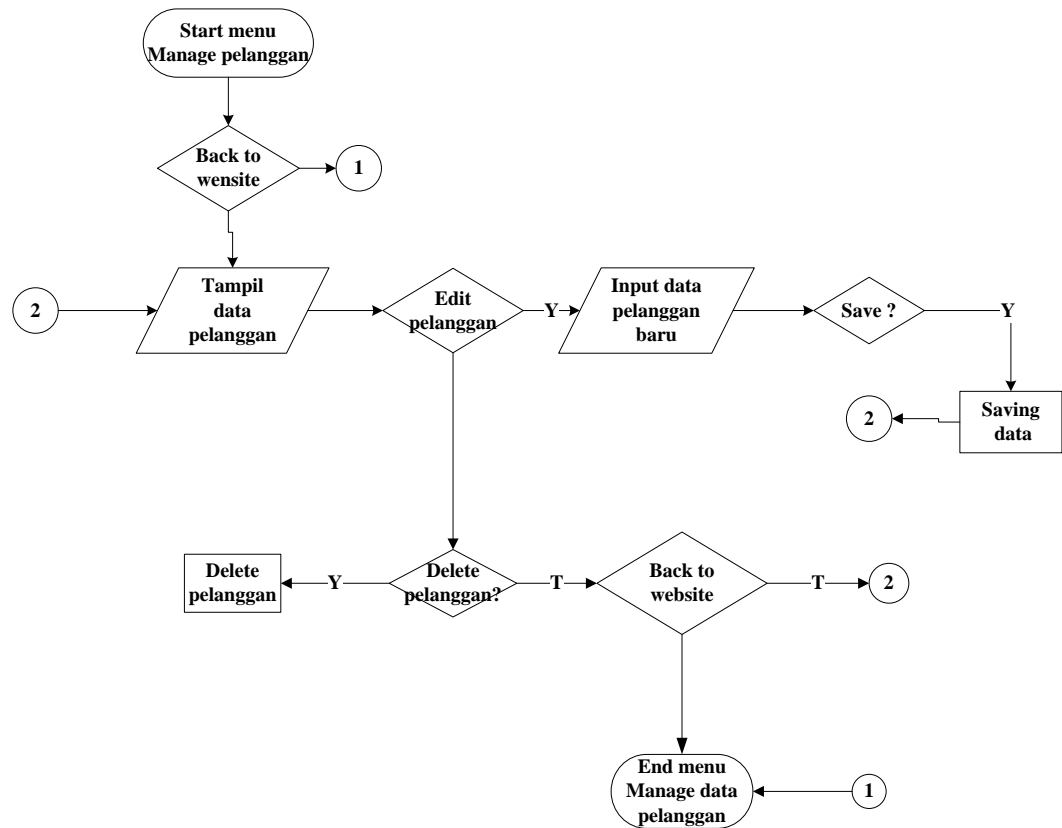 Start menu
Manage pelanggan
Back to
wensite
1
2
Tampil
data
pelanggan
Edit
pelanggan
Y
Input data
pelanggan
baru
Save ?
Y
2
Saving
data
Delete
pelanggan
Y
Delete
pelanggan?
T
Back to
website
T
2
End menu
Manage data
pelanggan
1